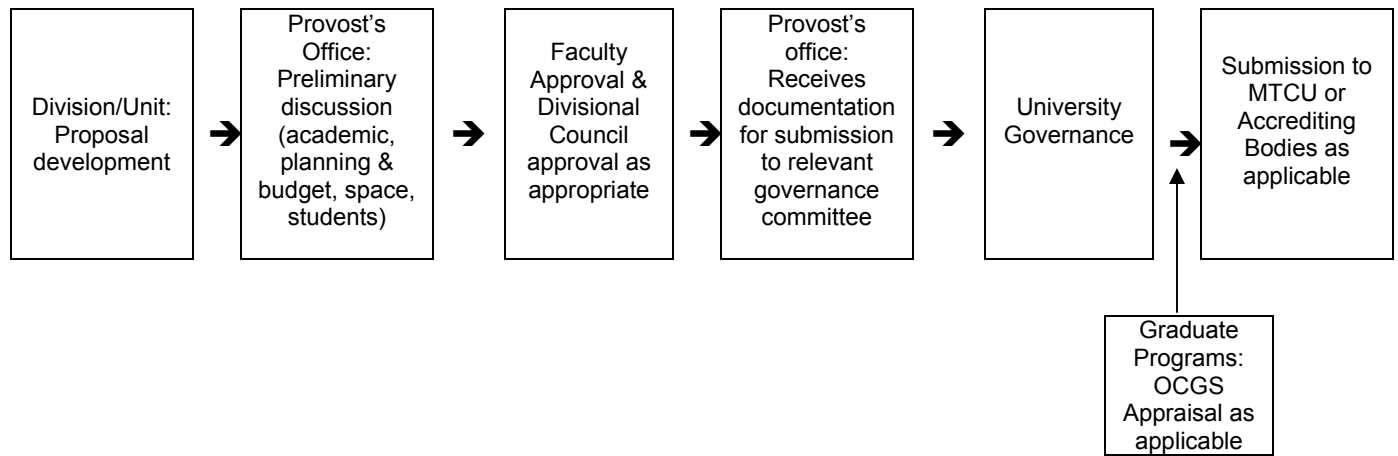 Division/Unit:
Proposal
development
Provost’s
Office:
Preliminary
discussion
(academic,
planning &
budget, space,
students)
Faculty
Approval &
Divisional
Council
approval as
appropriate
Provost’s
office:
Receives
documentation
for submission
to relevant
governance
committee
University
Governance
Submission to
MTCU or
Accrediting
Bodies as
applicable
Graduate
Programs:
OCGS
Appraisal as
applicable